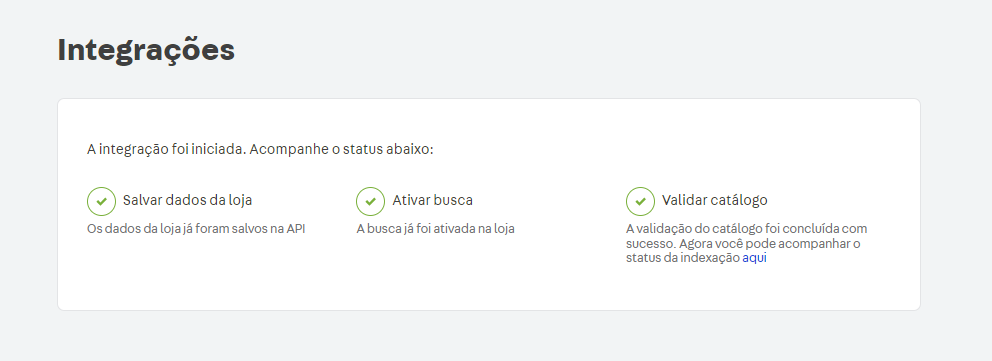 Integrações
A integração foi iniciada. Acompanhe o status abaixo:
Salvar dados da loja
Os dados da loja já foram salvos na API
Ativar busca
A busca já foi ativada na loja
Validar catálogo
A validação do catálogo foi concluída com
sucesso. Agora você pode acompanhar o
status da indexação aqui